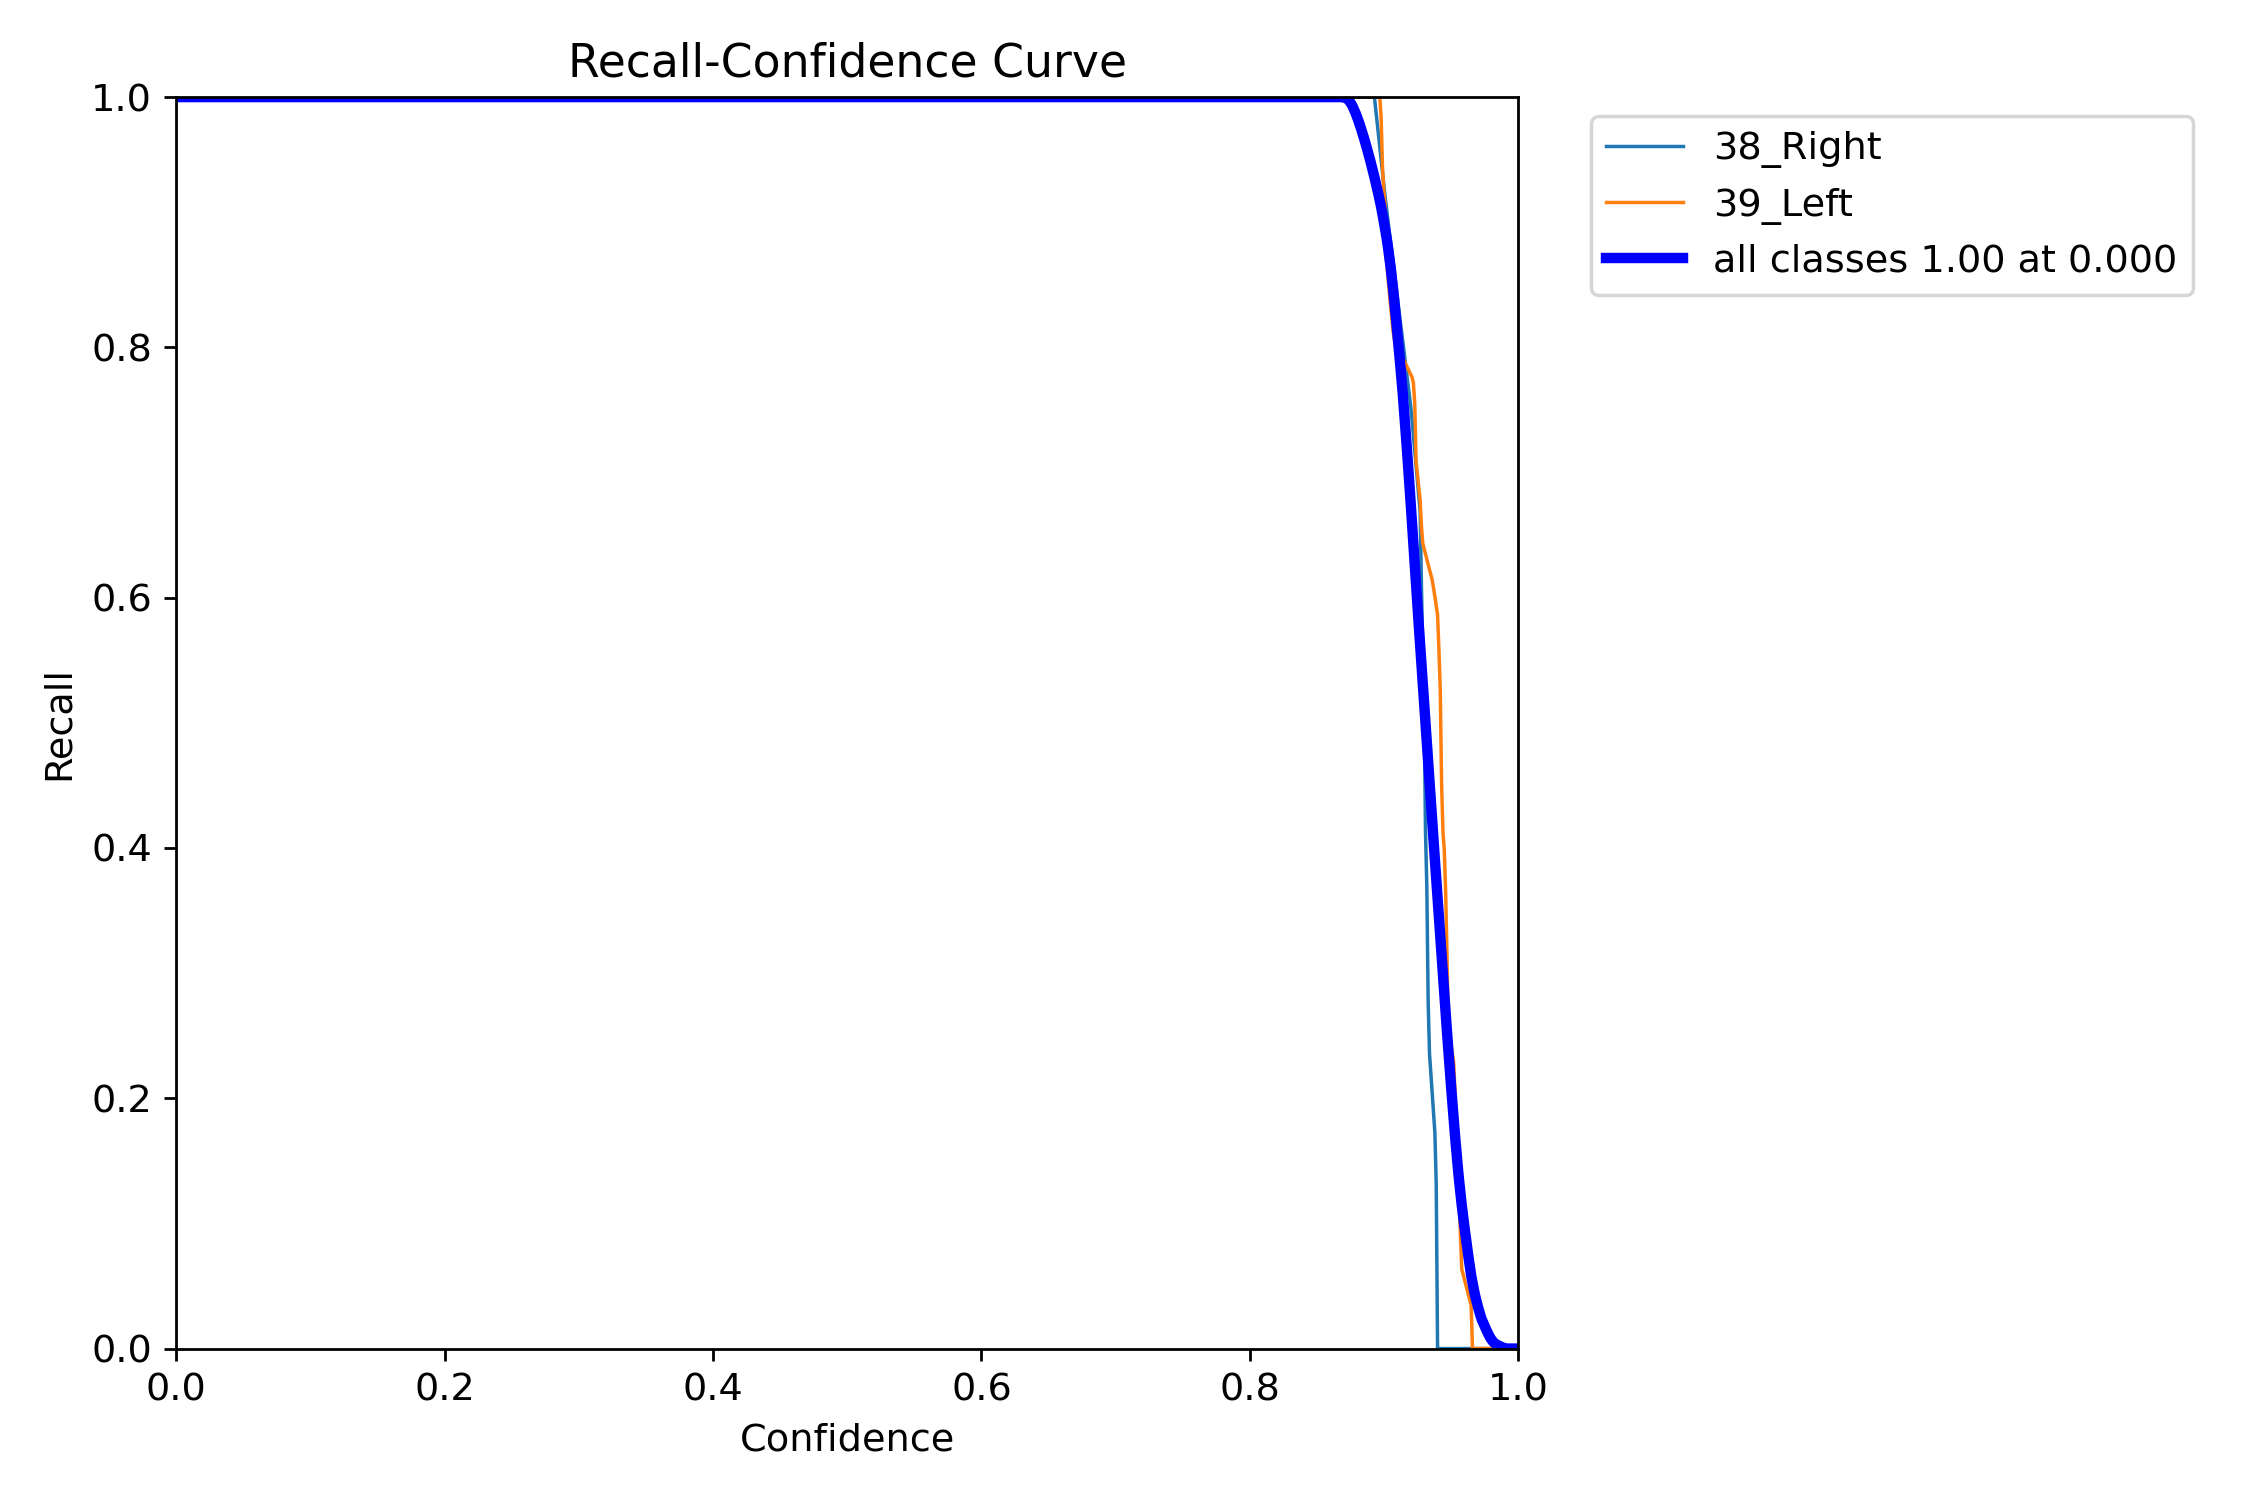 Recall-Confidence Curve
1.0
0.8
0.6
0.4
0.2
0.0
Recall
0.0 0.2 0.4 0.6 0.8 1.0
Confidence
38_Right
39_Left
all classes 1.00 at 0.000